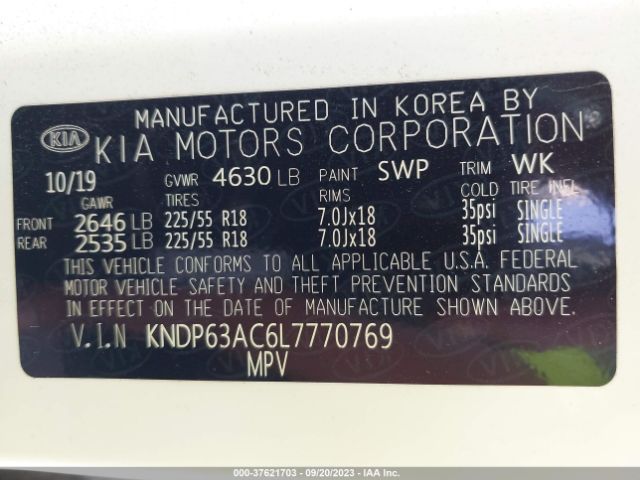 MANUFACTURED IN KOREA BY
KIA KIA MOTORS CORPORATION
10/19 GVWR 4630 LB PAINT SWP TRIM WK
GAWR TIRES RIMS COLD TIRE INFL
FRONT 2646 LB 225/55 R18 7.0Jx18 35psi SINGLE
REAR 2535 LB 225/55 R18 7.0Jx18 35psi SINGLE
THIS VEHICLE CONFORMS TO ALL APPLICABLE U.S.A. FEDERAL
MOTOR VEHICLE SAFETY AND THEFT PREVENTION STANDARDS
IN EFFECT ON THE DATE OF MANUFACTURE SHOWN ABOVE.
V.I.N KNDP63AC6L7770769
MPV
000-37621703 - 09/20/2023 - IAA Inc.